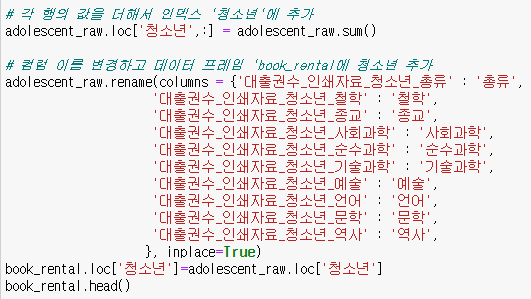 # 각 행의 값을 더해서 인덱스 '청소년'에 추가
adolescent_raw.loc['청소년',:] = adolescent_raw.sum()
# 컬럼 이름 변경하고 데이터 프레임 'book_rental에 청소년 추가
adolescent_raw.rename(columns = {'대출권수_인쇄자료_청소년_총류' : '총류',
'대출권수_인쇄자료_청소년_철학' : '철학',
'대출권수_인쇄자료_청소년_종교' : '종교',
'대출권수_인쇄자료_청소년_사회과학' : '사회과학',
'대출권수_인쇄자료_청소년_순수과학' : '순수과학',
'대출권수_인쇄자료_청소년_기술과학' : '기술과학',
'대출권수_인쇄자료_청소년_예술' : '예술',
'대출권수_인쇄자료_청소년_언어' : '언어',
'대출권수_인쇄자료_청소년_문학' : '문학',
'대출권수_인쇄자료_청소년_역사' : '역사',
}, inplace=True)
book_rental.loc['청소년']=adolescent_raw.loc['청소년']
book_rental.head()